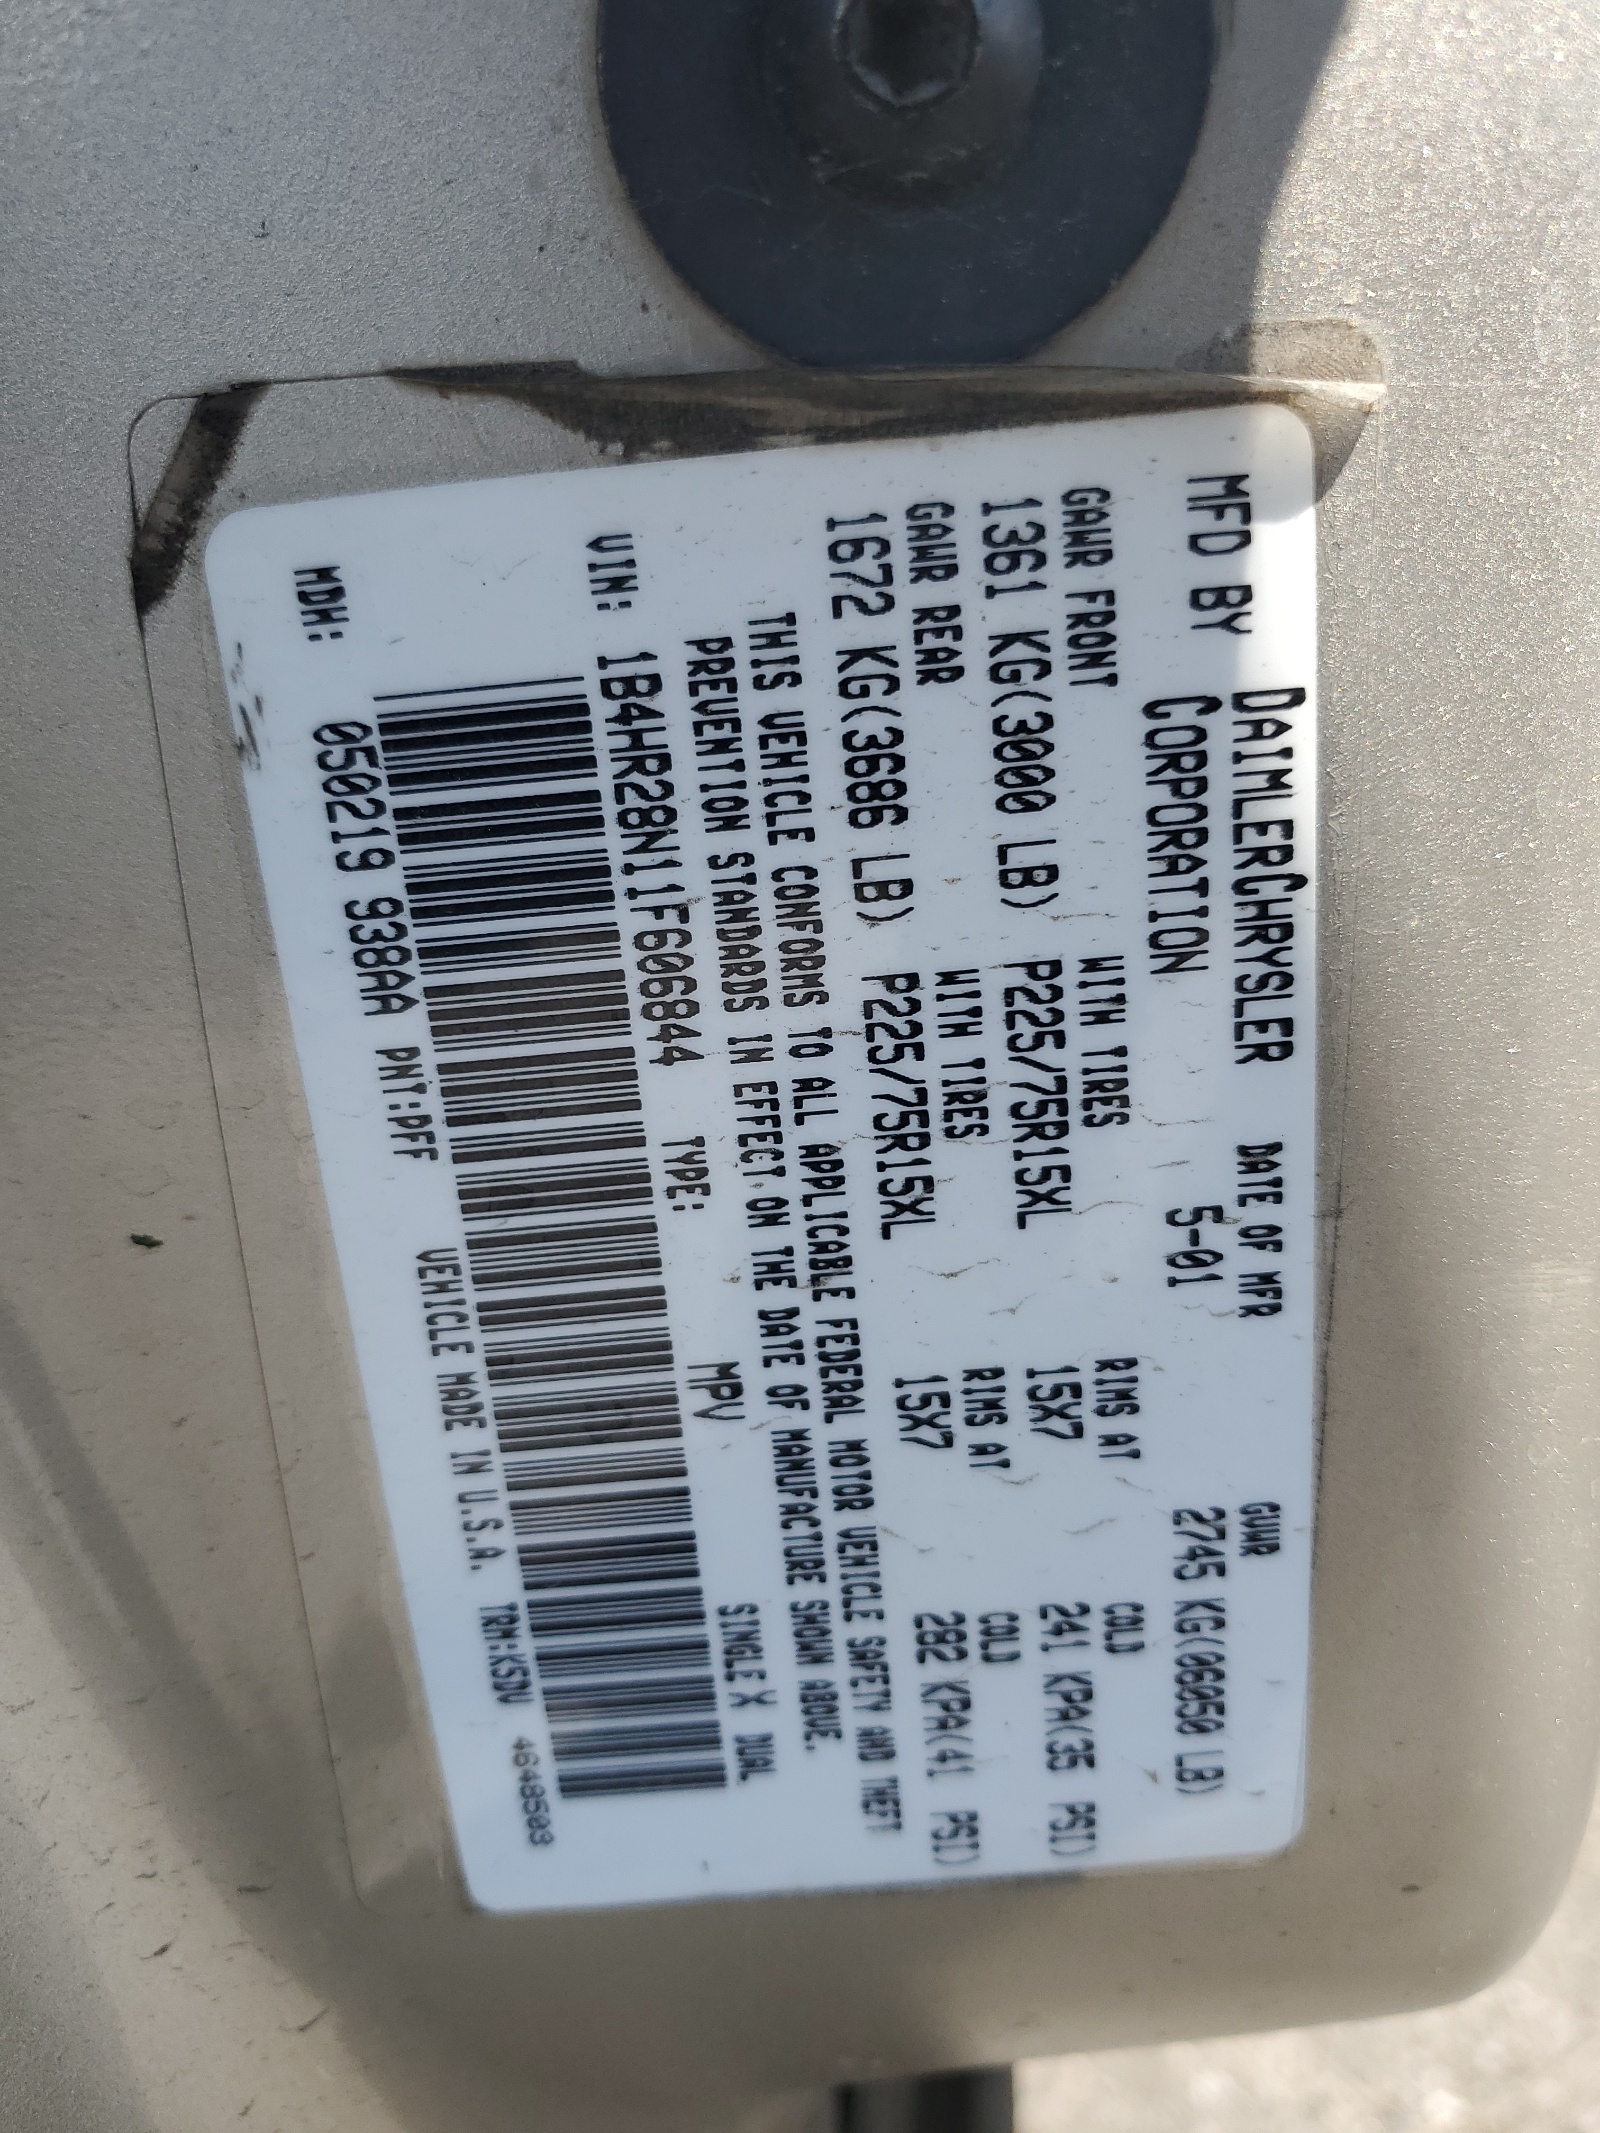 MFD BY DAIMLERCHRYSLER CORPORATION DATE OF MFR 5-01 GVWR 2745 KG(06050 LB)
GAWR FRONT WITH TIRES RIMS AT COLD
1361 KG(3000 LB) P225/75R15XL 15X7 241 KPA(35 PSI)
GAWR REAR WITH TIRES RIMS AT COLD
1672 KG(3686 LB) P225/75R15XL 15X7 282 KPA(41 PSI)
THIS VEHICLE CONFORMS TO ALL APPLICABLE FEDERAL MOTOR VEHICLE SAFETY AND THEFT
PREVENTION STANDARDS IN EFFECT ON THE DATE OF MANUFACTURE SHOWN ABOVE.
VIN: 1B4HR28N11F606844 TYPE: MPV SINGLE X DUAL
MDH: 050219 938AA PNT:PFF VEHICLE MADE IN U.S.A. TRM:K5DV 4648503